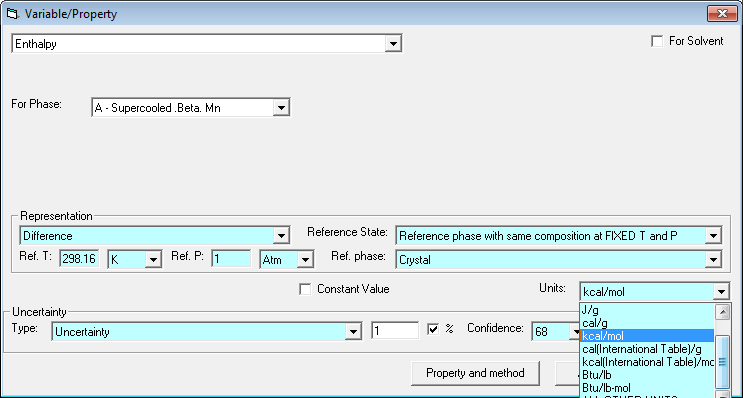 Variable/Property
Enthalpy
For Solvent
For Phase: A - Supercooled .Beta. Mn
Representation
Difference Reference State: Reference phase with same composition at FIXED T and P
Ref. T: 298.16 K Ref. P: 1 Atm Ref. phase: Crystal
Constant Value Units: kcal/mol
J/g
cal/g
kcal/mol
cal(International Table)/g
kcal(International Table)/mo
Btu/lb
Btu/lb-mol
Uncertainty
Type: Uncertainty 1 % Confidence: 68
Property and method